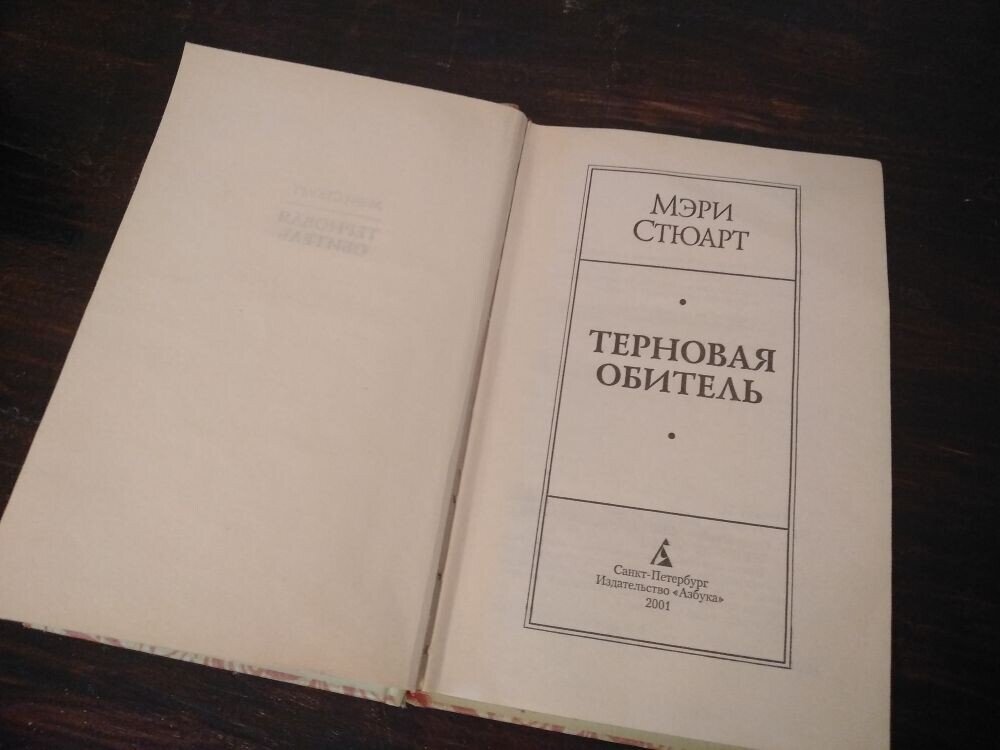 МЭРИ
СТЮАРТ
ТЕРНОВАЯ
ОБИТЕЛЬ
Санкт-Петербург
Издательство «Азбука»
2001